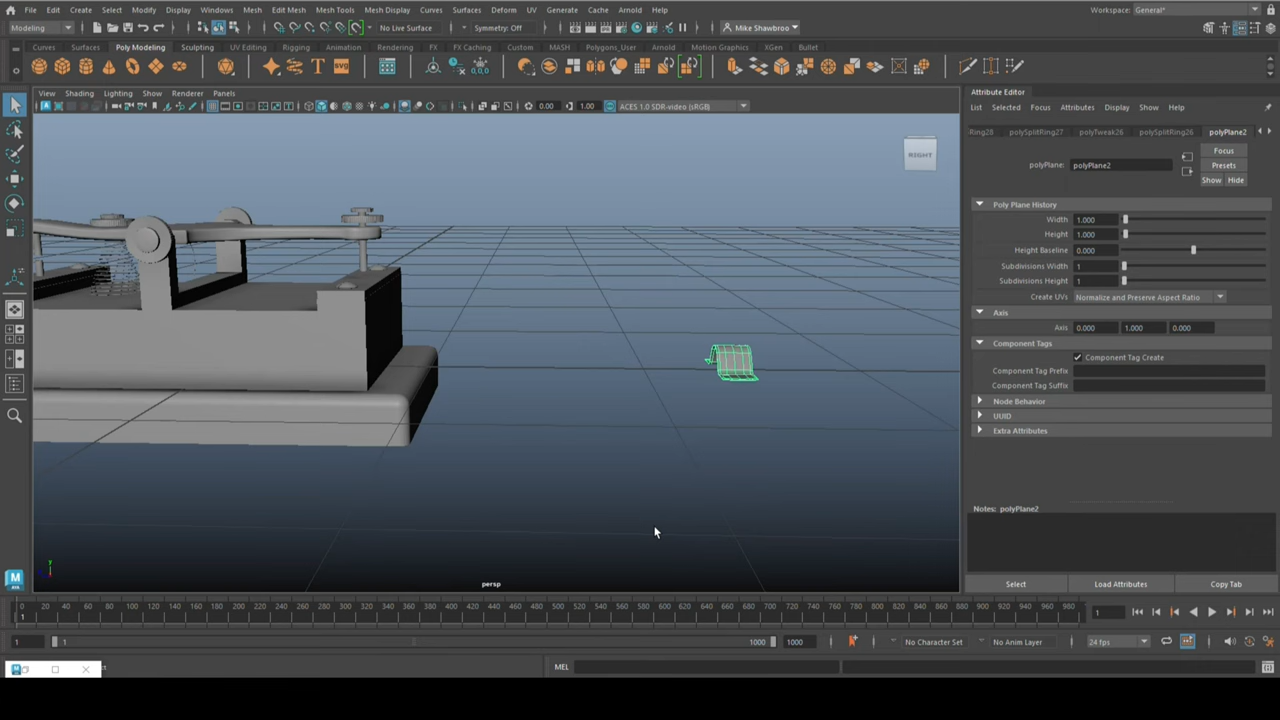 File Edit Create Select Modify Display Windows Mesh Edit Mesh Mesh Tools Mesh Display Curves Surfaces Deform UV Generate Cache Arnold Help Workspace: General*
Modeling No Live Surface Symmetry: Off Mike Shawbroo
Curves Surfaces Poly Modeling Sculpting UV Editing Rigging Animation Rendering FX FX Caching Custom MASH Polygons_User Arnold Motion Graphics XGen Bullet
SVG
View Shading Lighting Show Renderer Panels
0.00 1.00 ACES 1.0 SDR-video (sRGB)
RIGHT
persp
y
Attribute Editor
List Selected Focus Attributes Display Show Help
Ring28 polySplitRing27 polyTweak26 polySplitRing26 polyPlane2
polyPlane: polyPlane2
Focus
Presets
Show Hide
Poly Plane History
Width 1.000
Height 1.000
Height Baseline 0.000
Subdivisions Width 1
Subdivisions Height 1
Create UVs Normalize and Preserve Aspect Ratio
Axis
Axis 0.000 1.000 0.000
Component Tags
Component Tag Create
Component Tag Prefix
Component Tag Suffix
Node Behavior
UUID
Extra Attributes
Notes: polyPlane2
Select Load Attributes Copy Tab
0 20 40 60 80 100 120 140 160 180 200 220 240 260 280 300 320 340 360 380 400 420 440 460 480 500 520 540 560 580 600 620 640 660 680 700 720 740 760 780 800 820 840 860 880 900 920 940 960 980
1 1
1 1 1000 1000 No Character Set No Anim Layer 24 fps
MEL